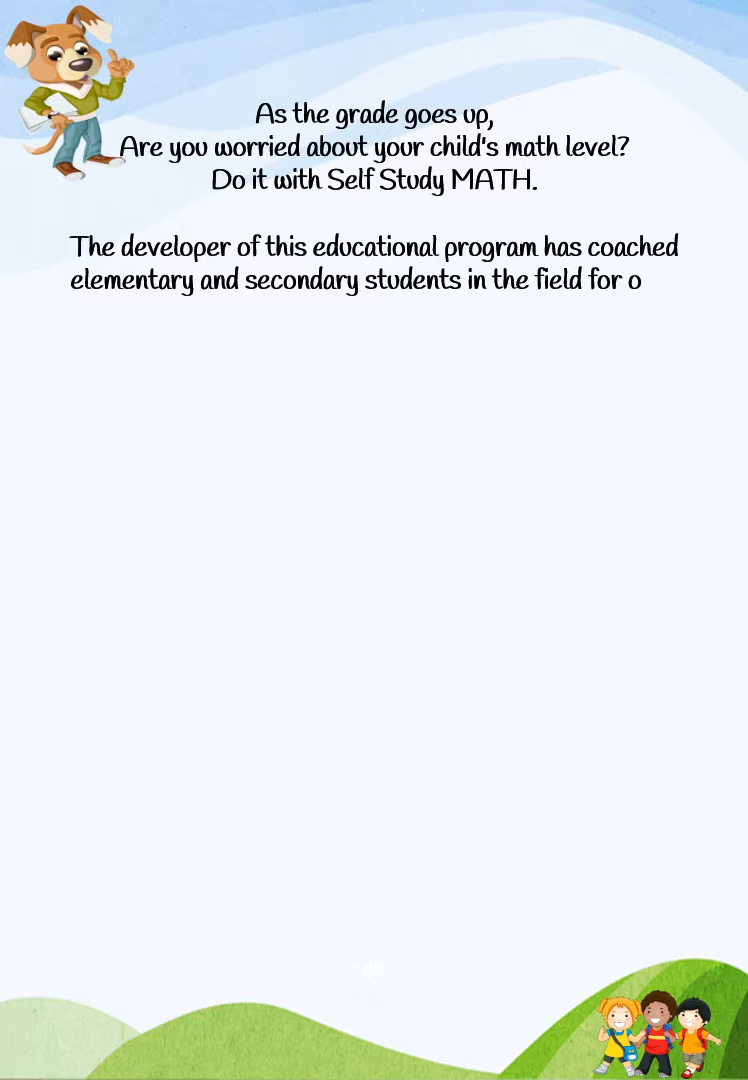 As the grade goes up,
Are you worried about your child's math level?
Do it with Self Study MATH.
The developer of this educational program has coached
elementary and secondary students in the field for o